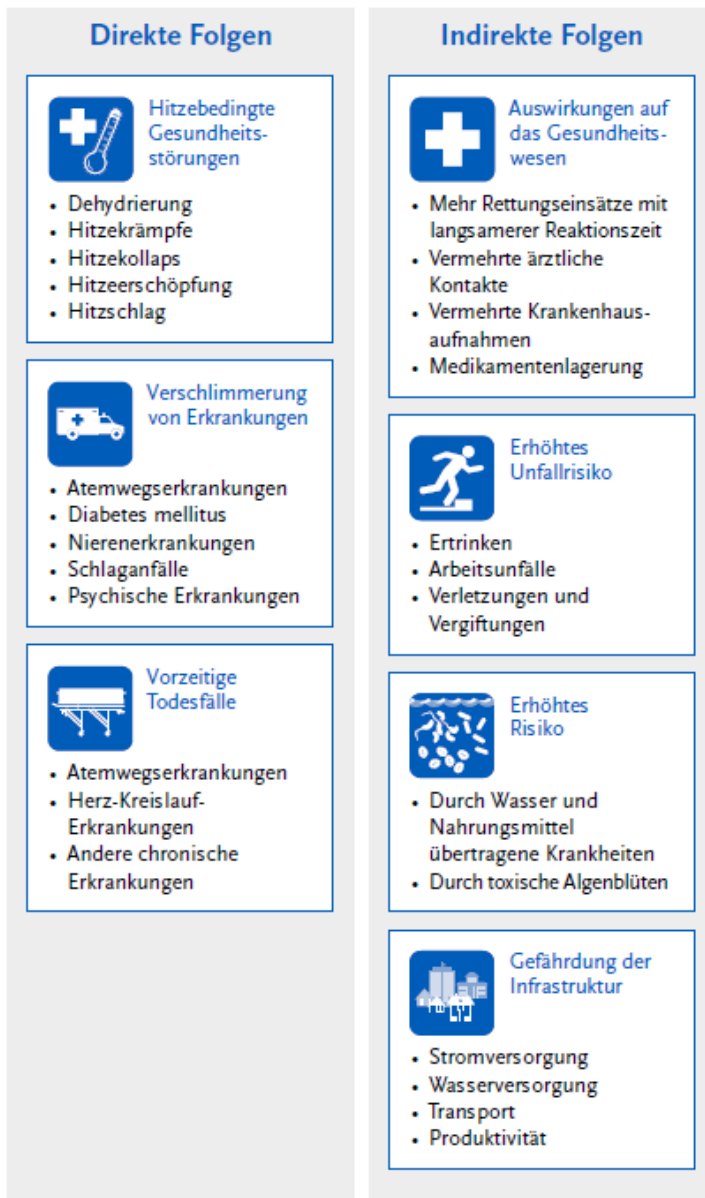 Direkte Folgen
Hitzebedingte
Gesundheits-
störungen
• Dehydrierung
• Hitzekrämpfe
• Hitzekollaps
• Hitzeerschöpfung
• Hitzschlag
Verschlimmerung
von Erkrankungen
• Atemwegserkrankungen
• Diabetes mellitus
• Nierenerkrankungen
• Schlaganfälle
• Psychische Erkrankungen
Vorzeitige
Todesfälle
• Atemwegserkrankungen
• Herz-Kreislauf-
Erkrankungen
• Andere chronische
Erkrankungen
Indirekte Folgen
Auswirkungen auf
das Gesundheits-
wesen
• Mehr Rettungseinsätze mit
langsamerer Reaktionszeit
• Vermehrte ärztliche
Kontakte
• Vermehrte Krankenhaus-
aufnahmen
• Medikamentenlagerung
Erhöhtes
Unfallrisiko
• Ertrinken
• Arbeitsunfälle
• Verletzungen und
Vergiftungen
Erhöhtes
Risiko
• Durch Wasser und
Nahrungsmittel
übertragene Krankheiten
• Durch toxische Algenblüten
Gefährdung der
Infrastruktur
• Stromversorgung
• Wasserversorgung
• Transport
• Produktivität